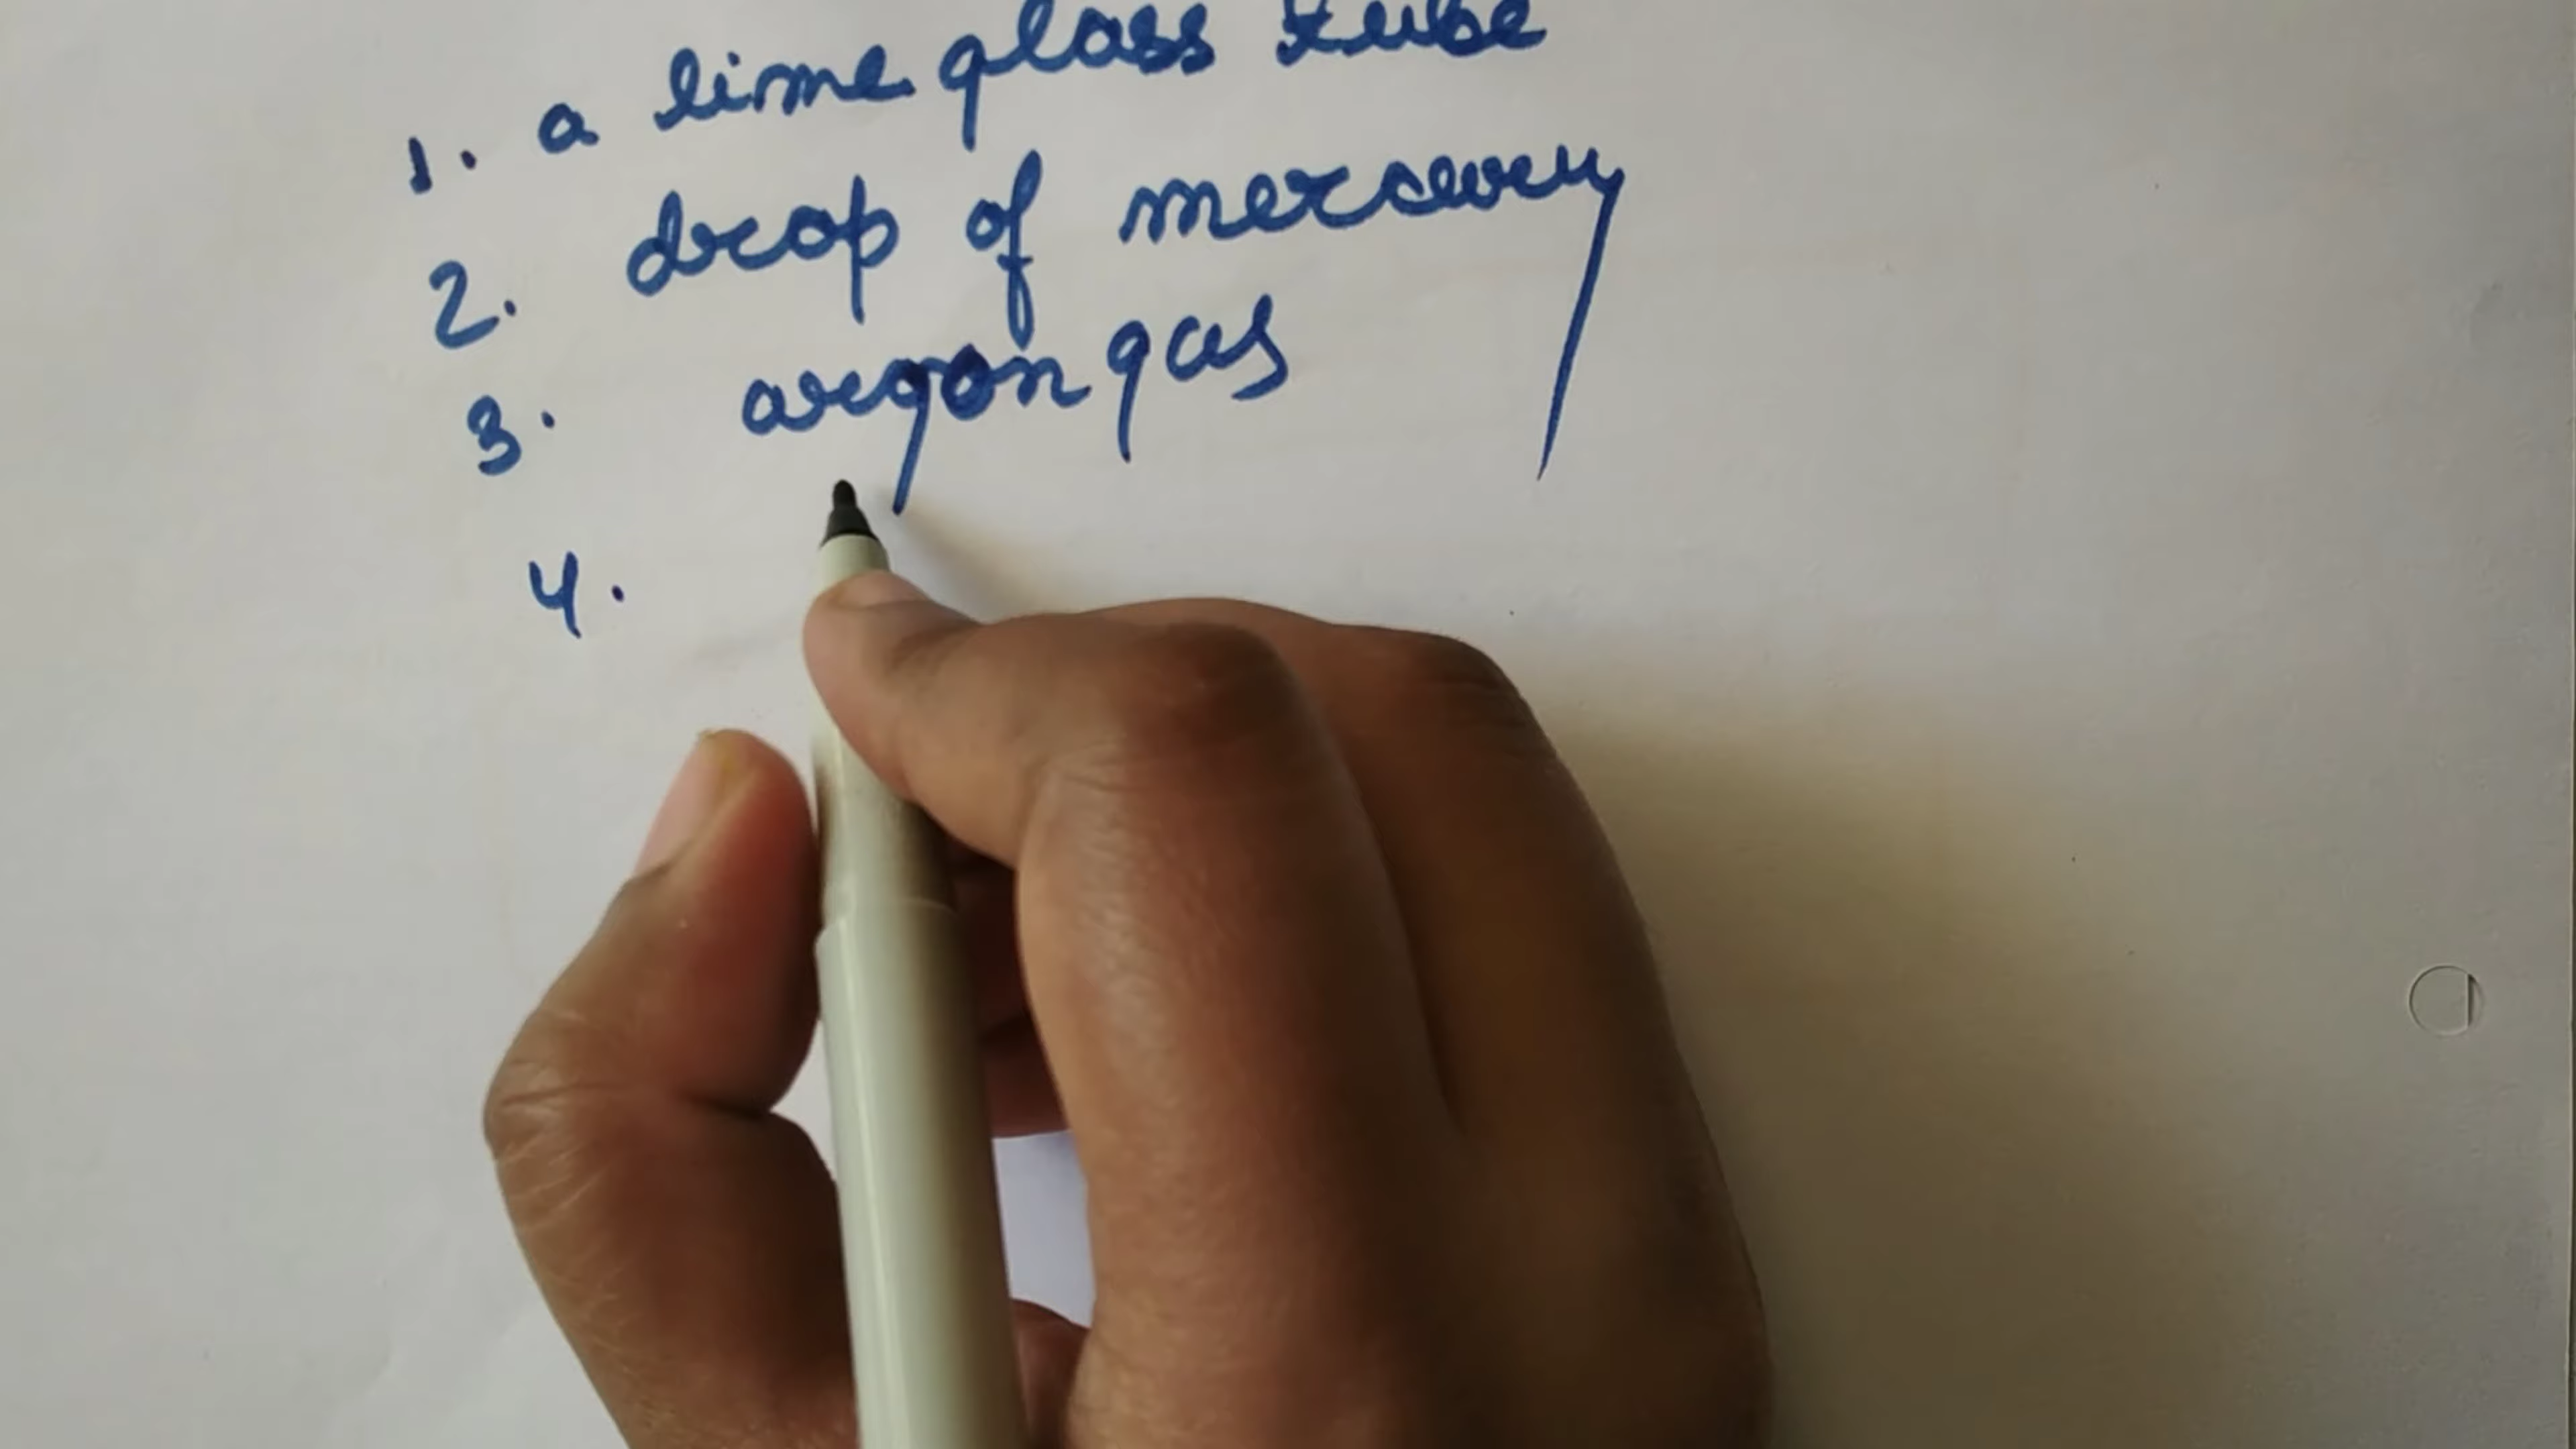 1. a lime glass tube
2. drop of mercury
3. argon gas
4.